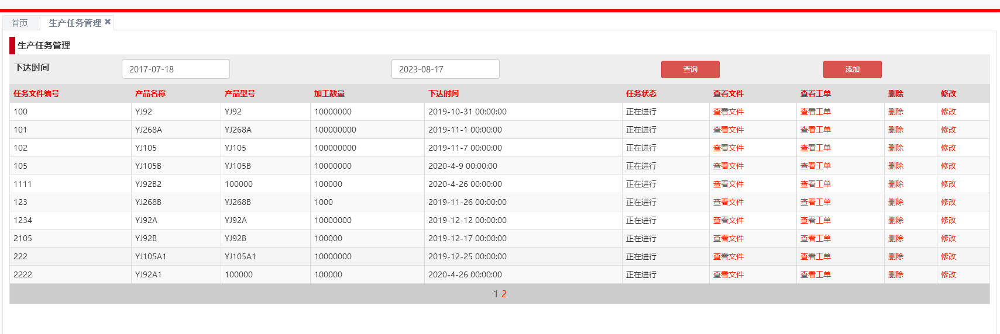 首页 生产任务管理 ✖
生产任务管理
下达时间 2017-07-18 2023-08-17 查询 添加
任务文件编号 产品名称 产品型号 加工数量 下达时间 任务状态 查看文件 查看工单 删除 修改
100 YJ92 YJ92 10000000 2019-10-31 00:00:00 正在进行 查看文件 查看工单 删除 修改
101 YJ268A YJ268A 100000000 2019-11-1 00:00:00 正在进行 查看文件 查看工单 删除 修改
102 YJ105 YJ105 100000000 2019-11-7 00:00:00 正在进行 查看文件 查看工单 删除 修改
105 YJ105B YJ105B 10000000 2020-4-9 00:00:00 正在进行 查看文件 查看工单 删除 修改
1111 YJ92B2 100000 100000 2020-4-26 00:00:00 正在进行 查看文件 查看工单 删除 修改
123 YJ268B YJ268B 1000 2019-11-26 00:00:00 正在进行 查看文件 查看工单 删除 修改
1234 YJ92A YJ92A 10000000 2019-12-12 00:00:00 正在进行 查看文件 查看工单 删除 修改
2105 YJ92B YJ92B 100000 2019-12-17 00:00:00 正在进行 查看文件 查看工单 删除 修改
222 YJ105A1 YJ105A1 10000000 2019-12-25 00:00:00 正在进行 查看文件 查看工单 删除 修改
2222 YJ92A1 100000 100000 2020-4-26 00:00:00 正在进行 查看文件 查看工单 删除 修改
1 2